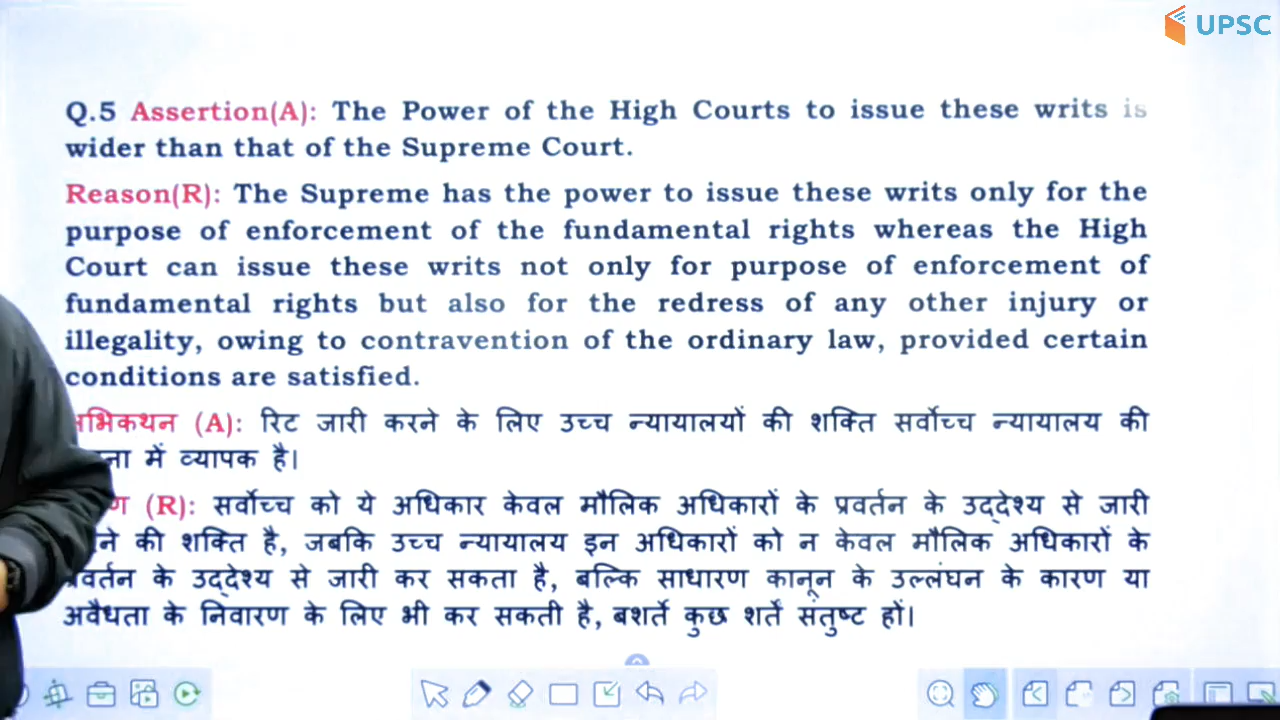 UPSC
Q.5 Assertion(A): The Power of the High Courts to issue these writs is
wider than that of the Supreme Court.
Reason(R): The Supreme has the power to issue these writs only for the
purpose of enforcement of the fundamental rights whereas the High
Court can issue these writs not only for purpose of enforcement of
fundamental rights but also for the redress of any other injury or
illegality, owing to contravention of the ordinary law, provided certain
conditions are satisfied.
(A): रिट जारी करने के लिए उच्च न्यायालयों की शक्ति सर्वोच्च न्यायालय की
में व्यापक है।
(R): सर्वोच्च को ये अधिकार केवल मौलिक अधिकारों के प्रवर्तन के उद्देश्य से जारी
की शक्ति है, जबकि उच्च न्यायालय इन अधिकारों को न केवल मौलिक अधिकारों के
प्रवर्तन के उद्देश्य से जारी कर सकता है, बल्कि साधारण कानून के उल्लंघन के कारण या
अवैधता के निवारण के लिए भी कर सकती है, बशर्ते कुछ शर्ते संतुष्ट हों।